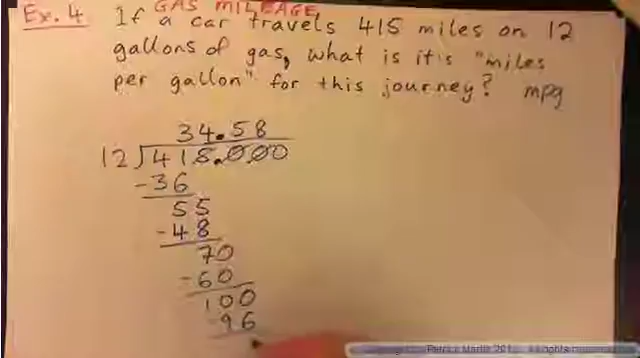 Ex. 4 GAS MILEAGE
If a car travels 415 miles on 12
gallons of gas, what is it's "miles
per gallon" for this journey? mpg
34.58
12)415.000
-36
55
-48
70
-60
100
-96